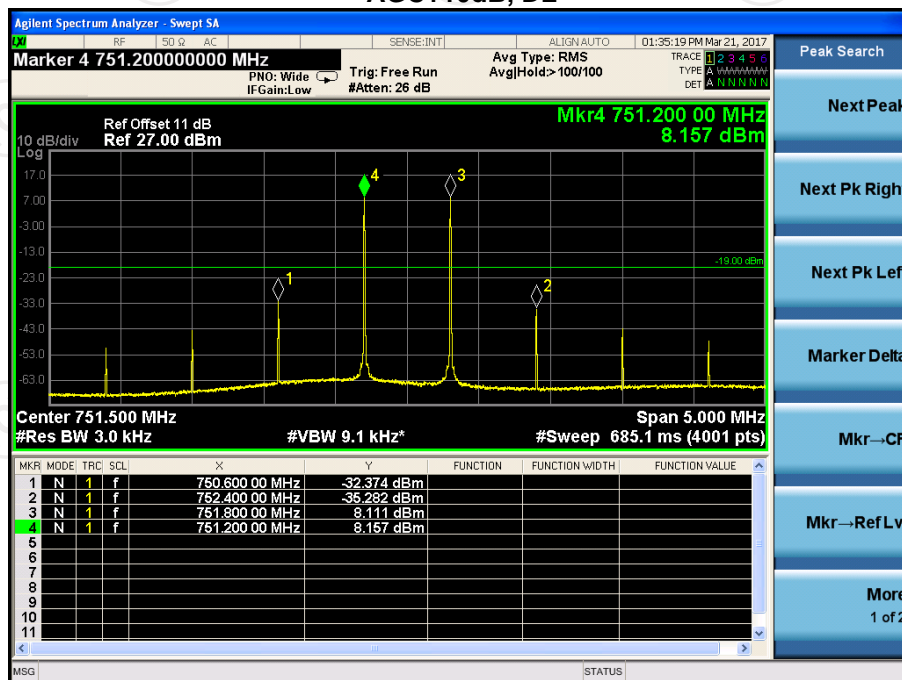 Agilent Spectrum Analyzer - Swept SA
LXI RF 50 Ω AC SENSE:INT ALIGN AUTO 01:35:19 PM Mar 21, 2017
Marker 4 751.200000000 MHz
PNO: Wide
IFGain:Low
Trig: Free Run
#Atten: 26 dB
Avg Type: RMS
Avg|Hold:>100/100
TRACE 1 2 3 4 5 6
TYPE A WWWWW
DET A N N N N N
Peak Search
Mkr4 751.200 00 MHz
8.157 dBm
Ref Offset 11 dB
10 dB/div Ref 27.00 dBm
Log
17.0
7.00
-3.00
-13.0
-23.0
-33.0
-43.0
-53.0
-63.0
4
3
1
2
-19.00 dBm
Center 751.500 MHz Span 5.000 MHz
#Res BW 3.0 kHz #VBW 9.1 kHz* #Sweep 685.1 ms (4001 pts)
MKR MODE TRC SCL X Y FUNCTION FUNCTION WIDTH FUNCTION VALUE
1 N 1 f 750.600 00 MHz -32.374 dBm
2 N 1 f 752.400 00 MHz -35.282 dBm
3 N 1 f 751.800 00 MHz 8.111 dBm
4 N 1 f 751.200 00 MHz 8.157 dBm
5
6
7
8
9
10
11
Next Peak
Next Pk Right
Next Pk Left
Marker Delta
Mkr→CF
Mkr→Ref Lv
More
1 of 2
MSG STATUS